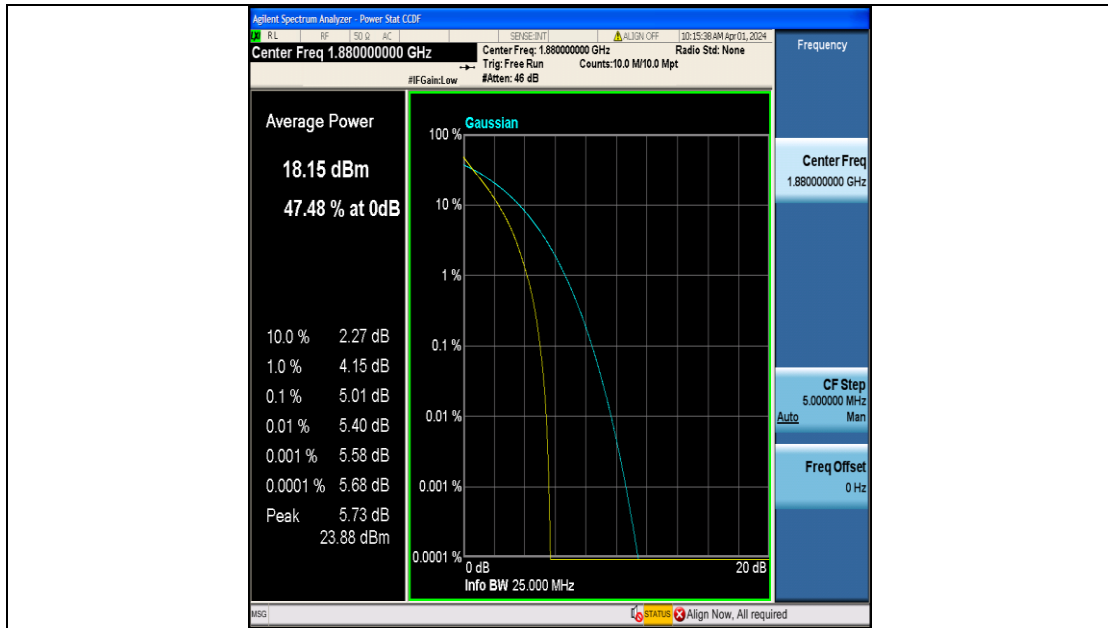 Agilent Spectrum Analyzer - Power Stat CCDF
RL RF 50 Ω AC SENSE:INT ALIGN OFF 10:15:38 AM Apr 01, 2024
Center Freq 1.880000000 GHz
Center Freq: 1.880000000 GHz Radio Std: None
Trig: Free Run Counts:10.0 M/10.0 Mpt
#IFGain:Low #Atten: 46 dB
Frequency
Average Power
18.15 dBm
47.48 % at 0dB
10.0 % 2.27 dB
1.0 % 4.15 dB
0.1 % 5.01 dB
0.01 % 5.40 dB
0.001 % 5.58 dB
0.0001 % 5.68 dB
Peak 5.73 dB
23.88 dBm
Gaussian
100 %
10 %
1 %
0.1 %
0.01 %
0.001 %
0.0001 %
0 dB 20 dB
Info BW 25.000 MHz
Center Freq
1.880000000 GHz
CF Step
5.000000 MHz
Auto Man
Freq Offset
0 Hz
MSG STATUS Align Now, All required